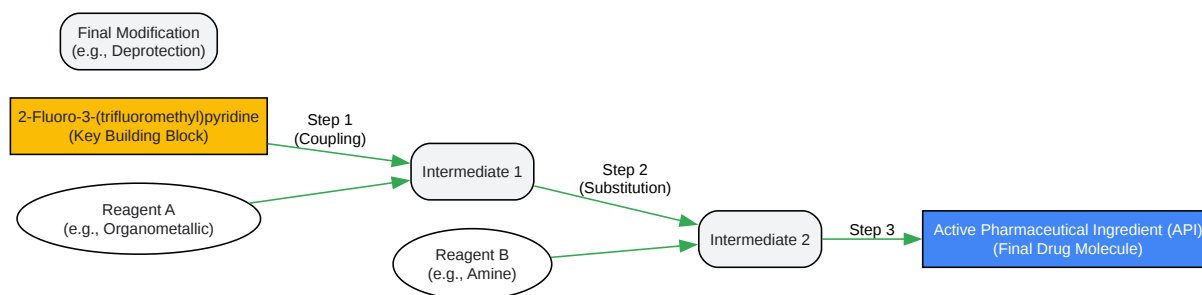 Final Modification
(e.g., Deprotection)
2-Fluoro-3-(trifluoromethyl)pyridine
(Key Building Block)
Step 1
(Coupling)
Intermediate 1
Reagent A
(e.g., Organometallic)
Step 2
(Substitution)
Intermediate 2
Reagent B
(e.g., Amine)
Step 3
Active Pharmaceutical Ingredient (API)
(Final Drug Molecule)